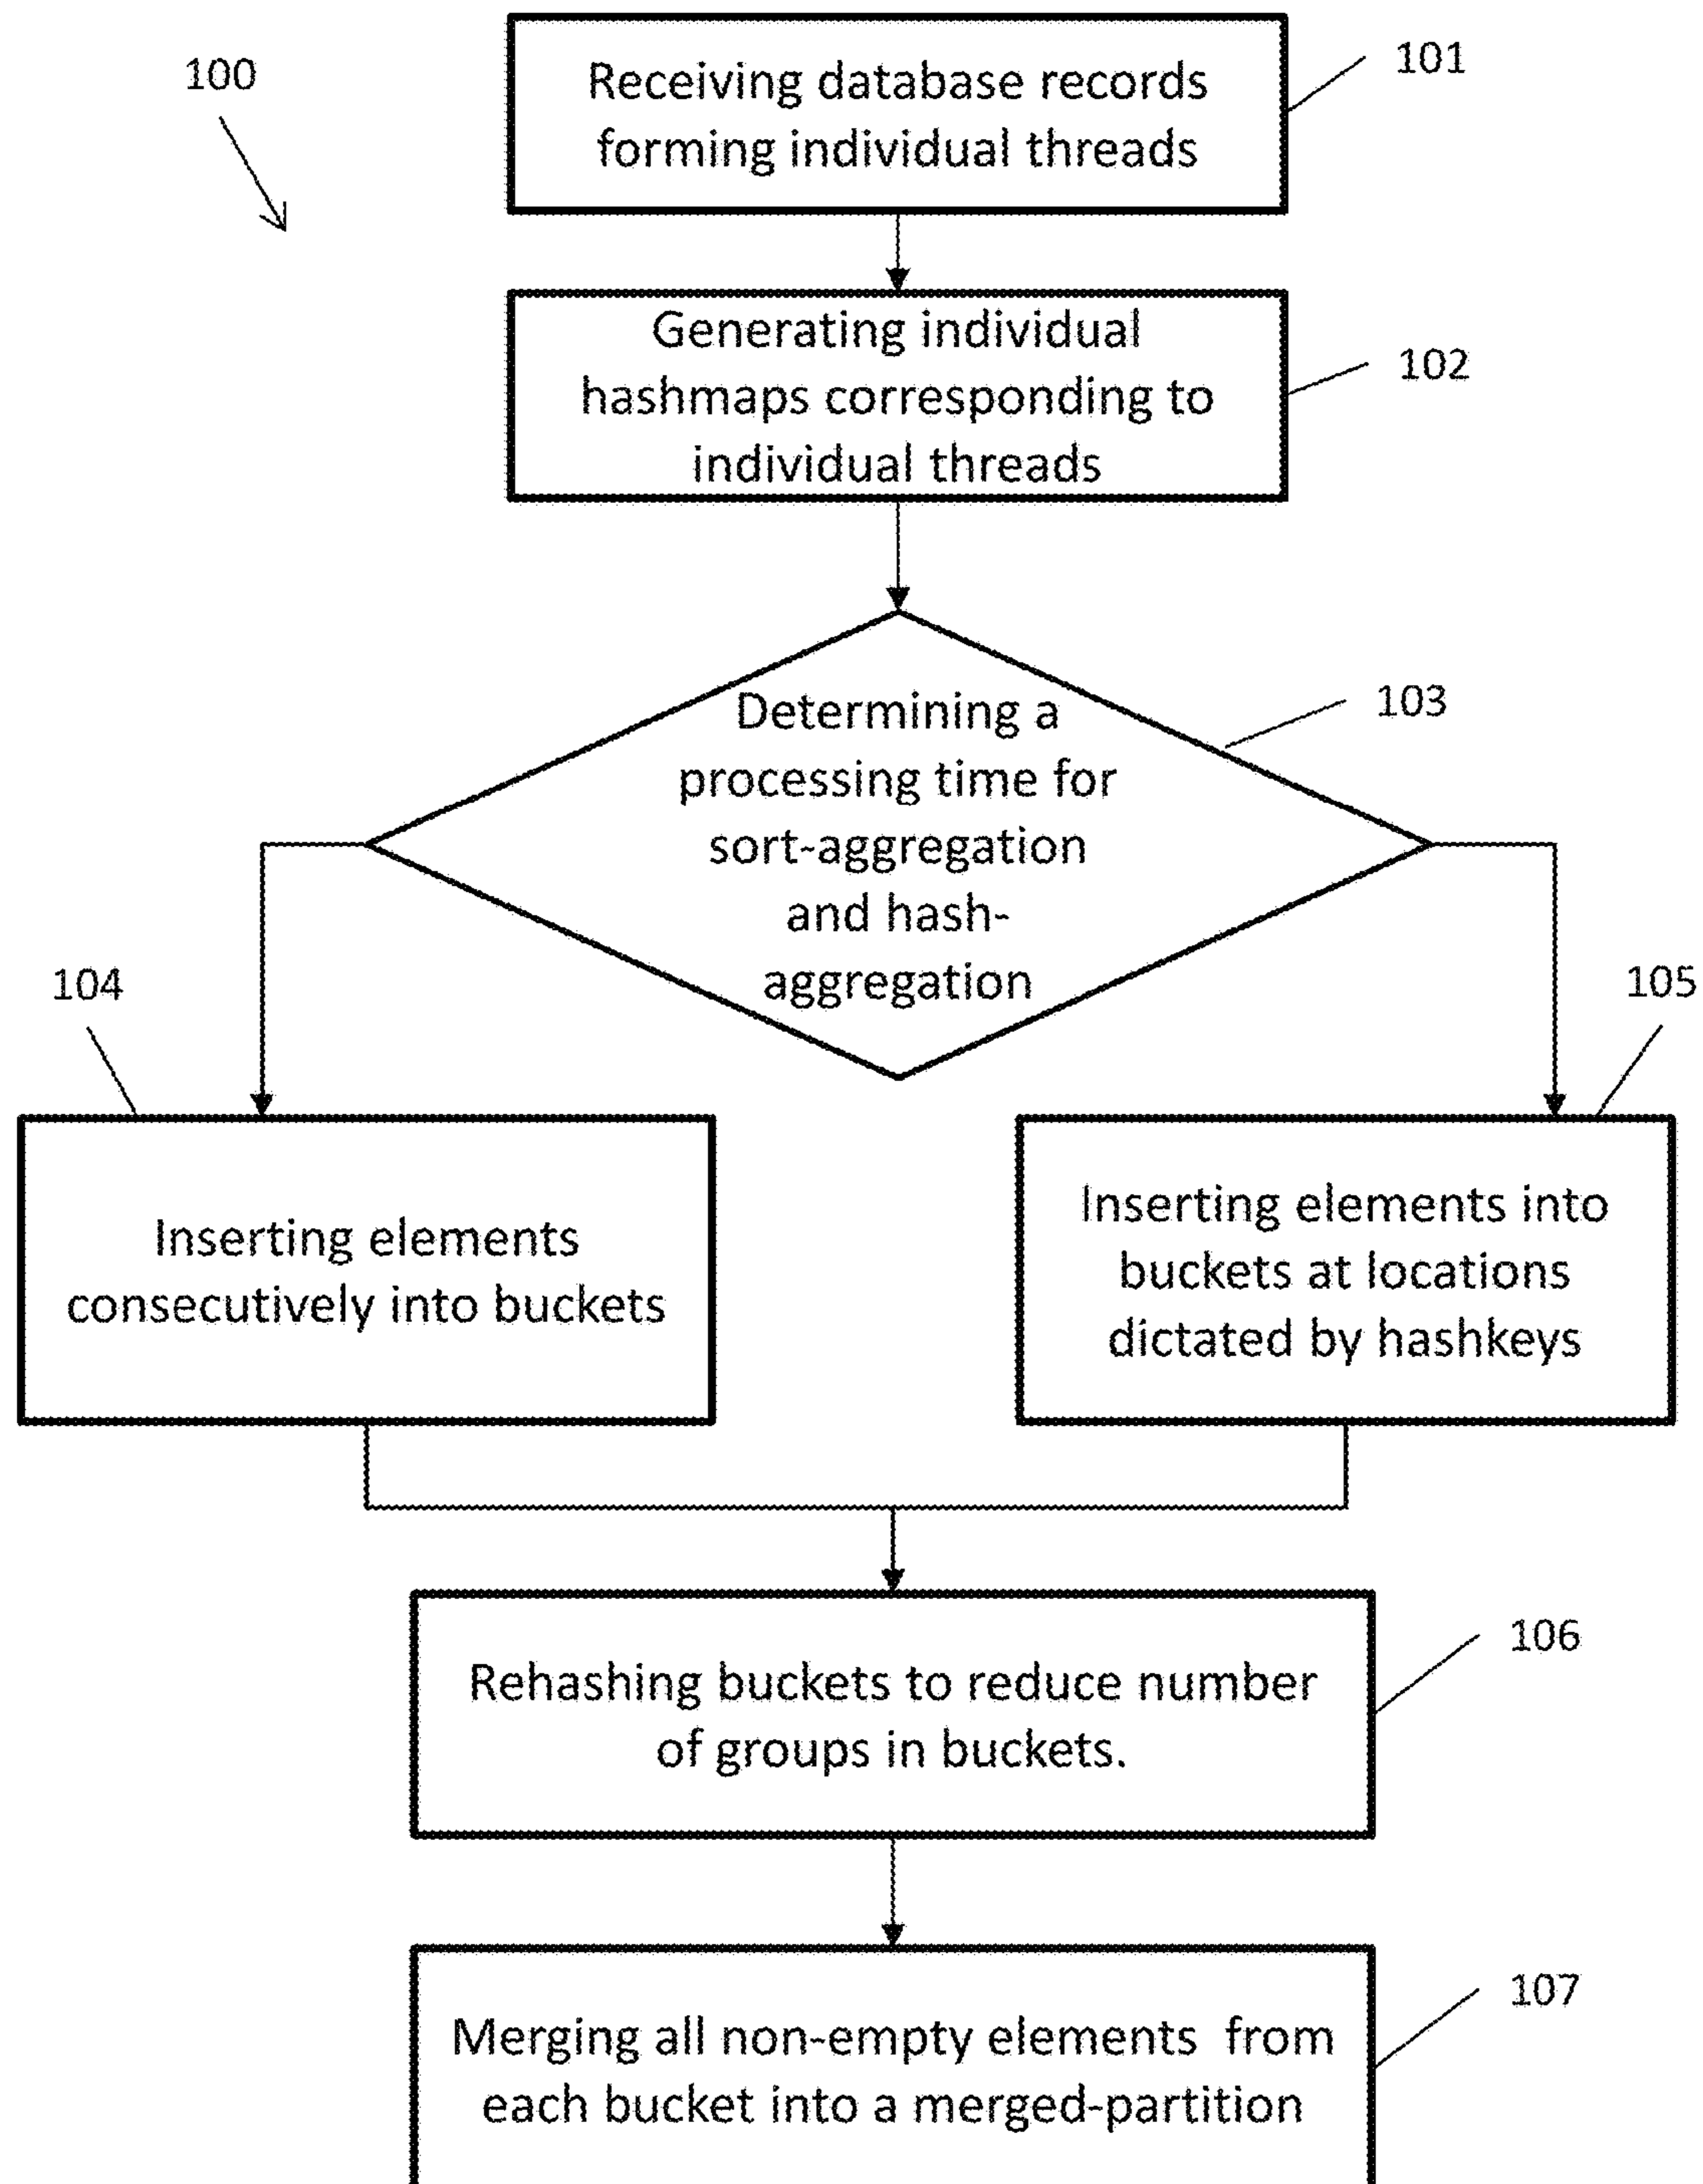 100
Receiving database records
forming individual threads
101
Generating individual
hashmaps corresponding to
individual threads
102
Determining a
processing time for
sort-aggregation
and hash-
aggregation
103
104
105
Inserting elements
consecutively into buckets
Inserting elements into
buckets at locations
dictated by hashkeys
Rehashing buckets to reduce number
of groups in buckets.
106
Merging all non-empty elements  from
each bucket into a merged-partition
107